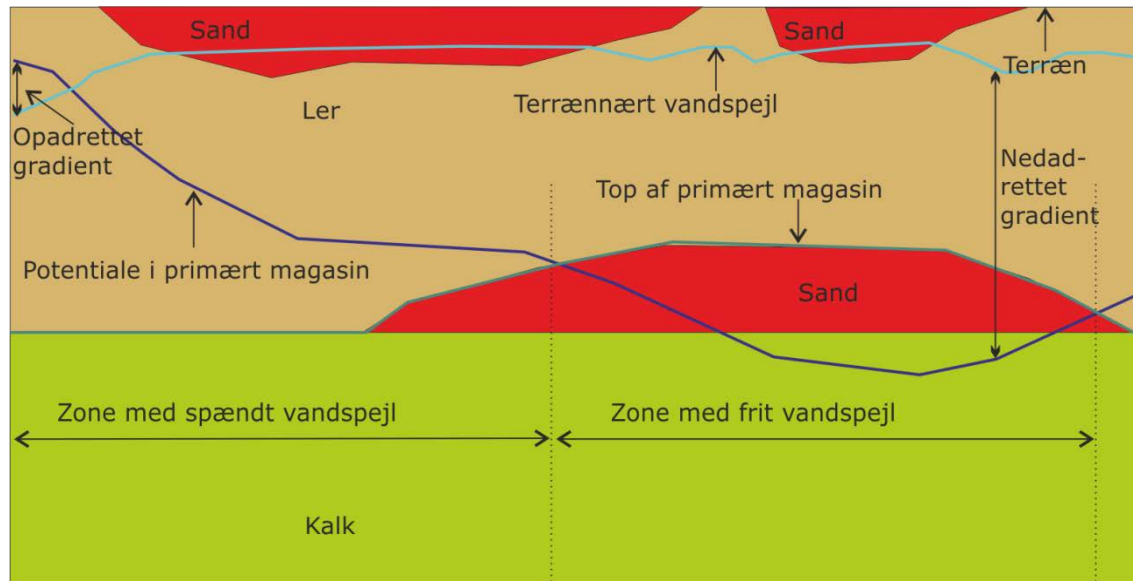 Sand
Sand
Terræn
Ler
Terrænnært vandspejl
Opadrettet
gradient
Nedad-
rettet
gradient
Top af primært magasin
Potentiale i primært magasin
Sand
Zone med spændt vandspejl
Zone med frit vandspejl
Kalk